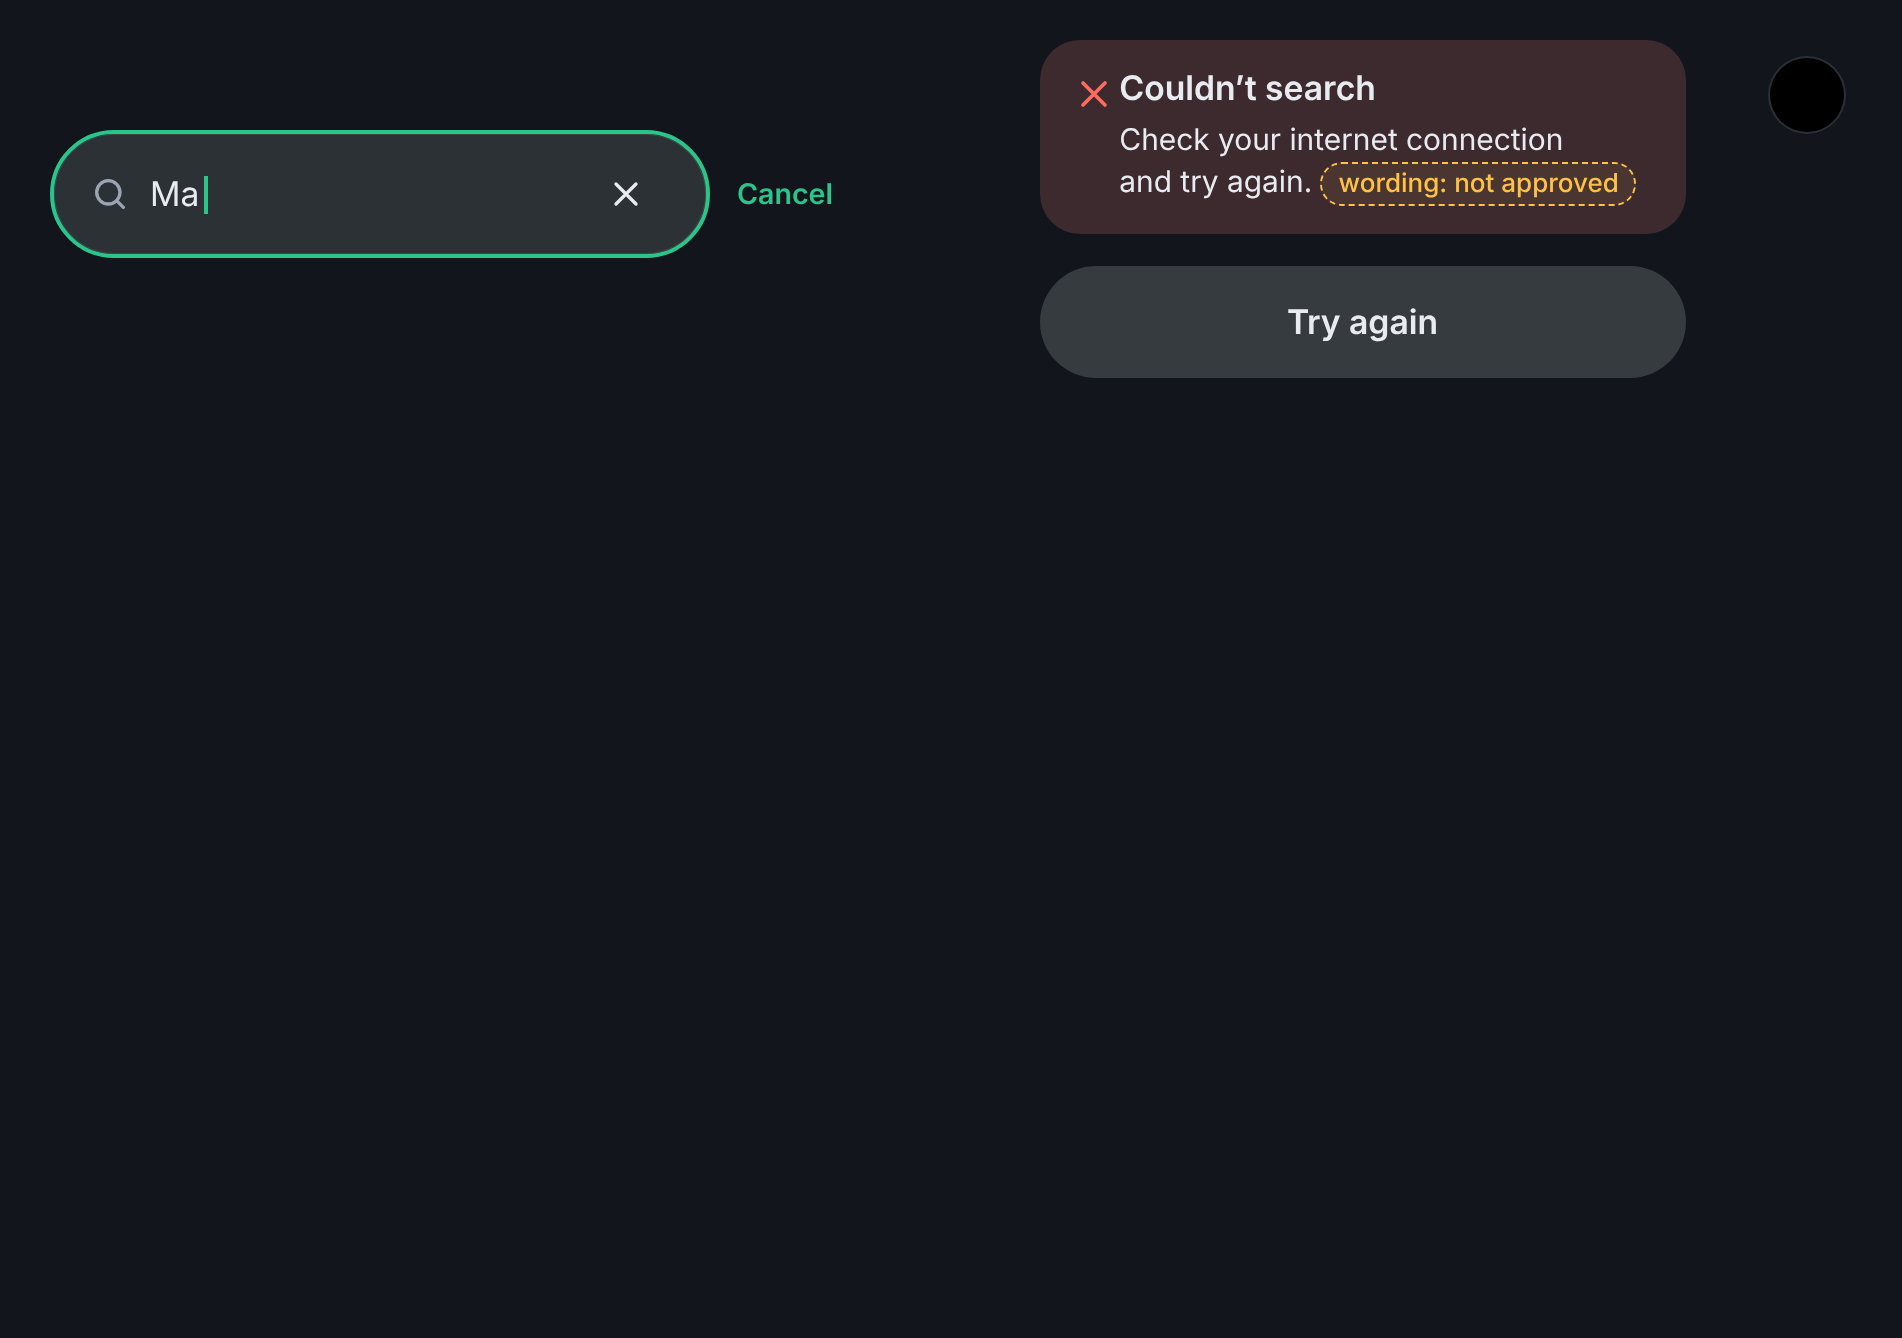 Ma
Cancel
Couldn’t search
Check your internet connection
and try again. wording: not approved
Try again